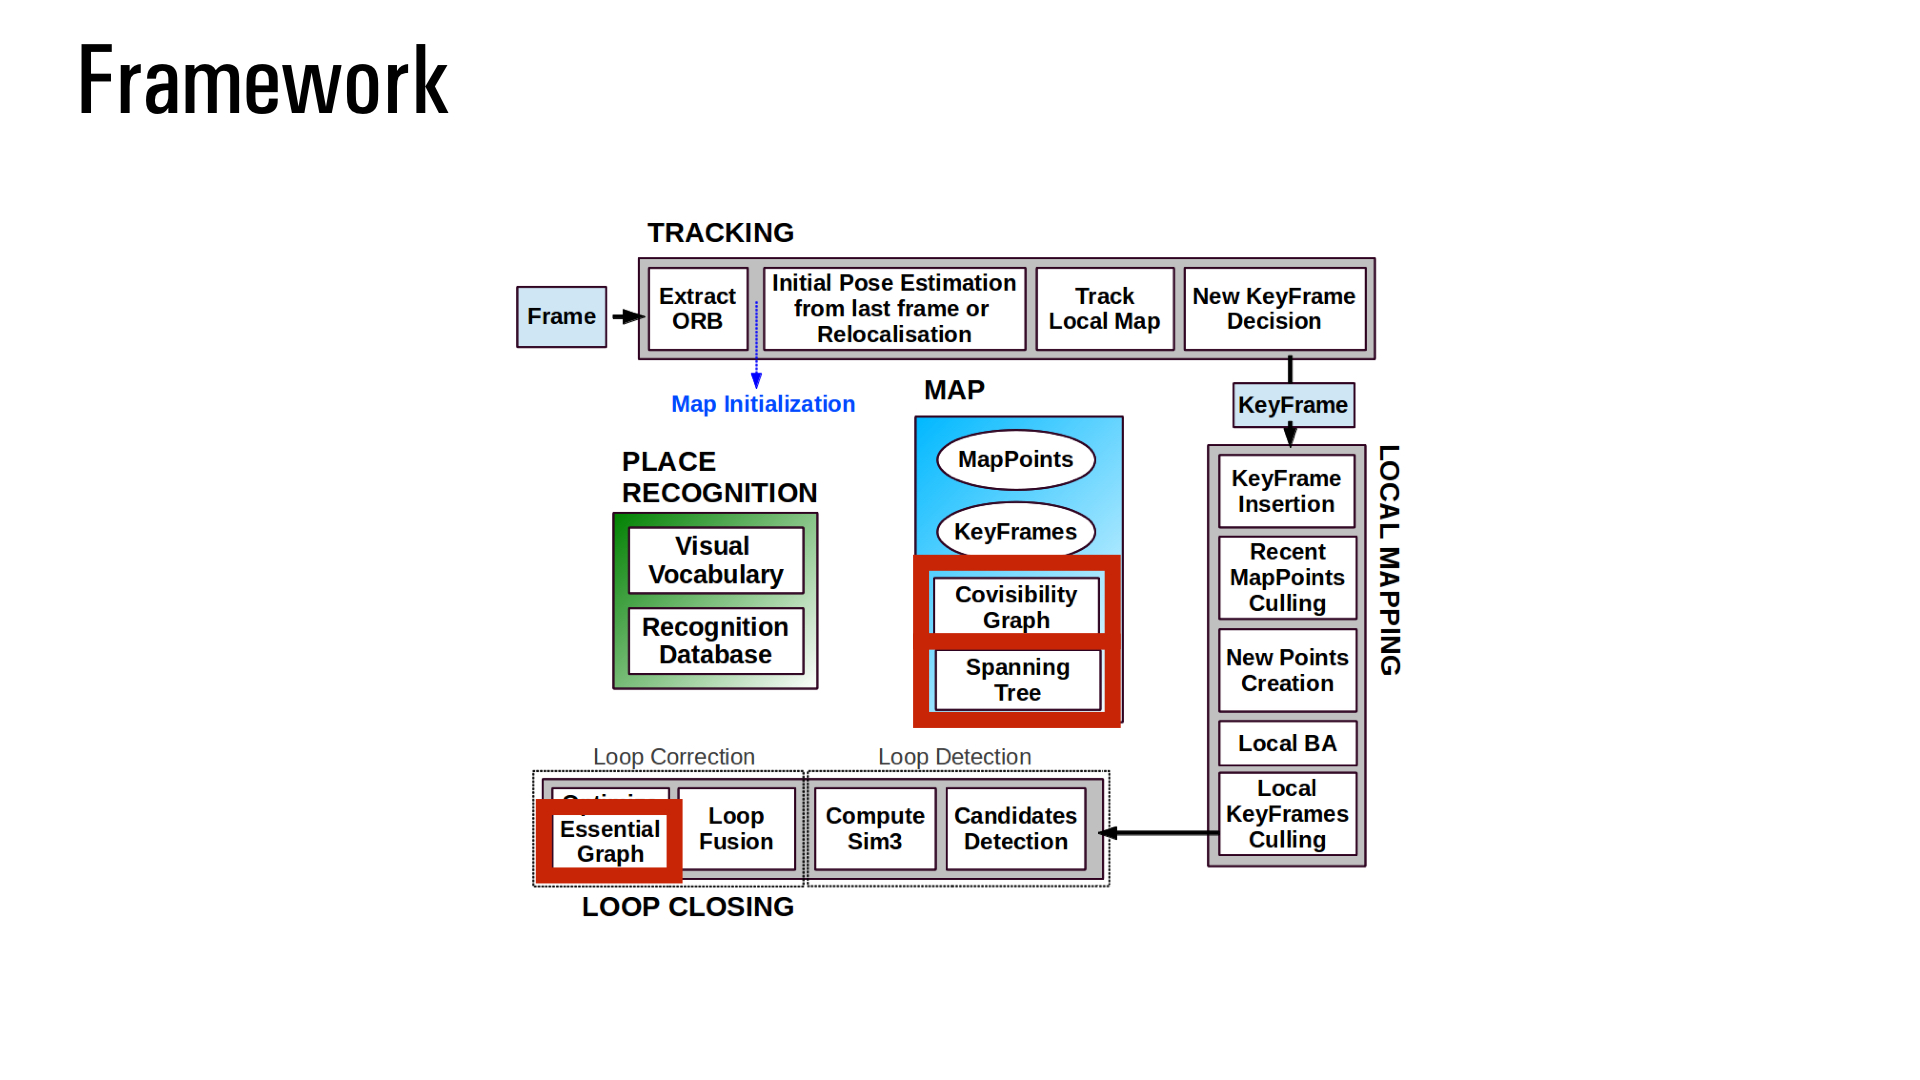 Framework
TRACKING
Frame
Extract
ORB
Initial Pose Estimation
from last frame or
Relocalisation
Track
Local Map
New KeyFrame
Decision
Map Initialization
MAP
KeyFrame
MapPoints
KeyFrames
Covisibility
Graph
Spanning
Tree
PLACE
RECOGNITION
Visual
Vocabulary
Recognition
Database
LOCAL MAPPING
KeyFrame
Insertion
Recent
MapPoints
Culling
New Points
Creation
Local BA
Local
KeyFrames
Culling
Loop Correction
Loop Detection
Essential
Graph
Loop
Fusion
Compute
Sim3
Candidates
Detection
LOOP CLOSING